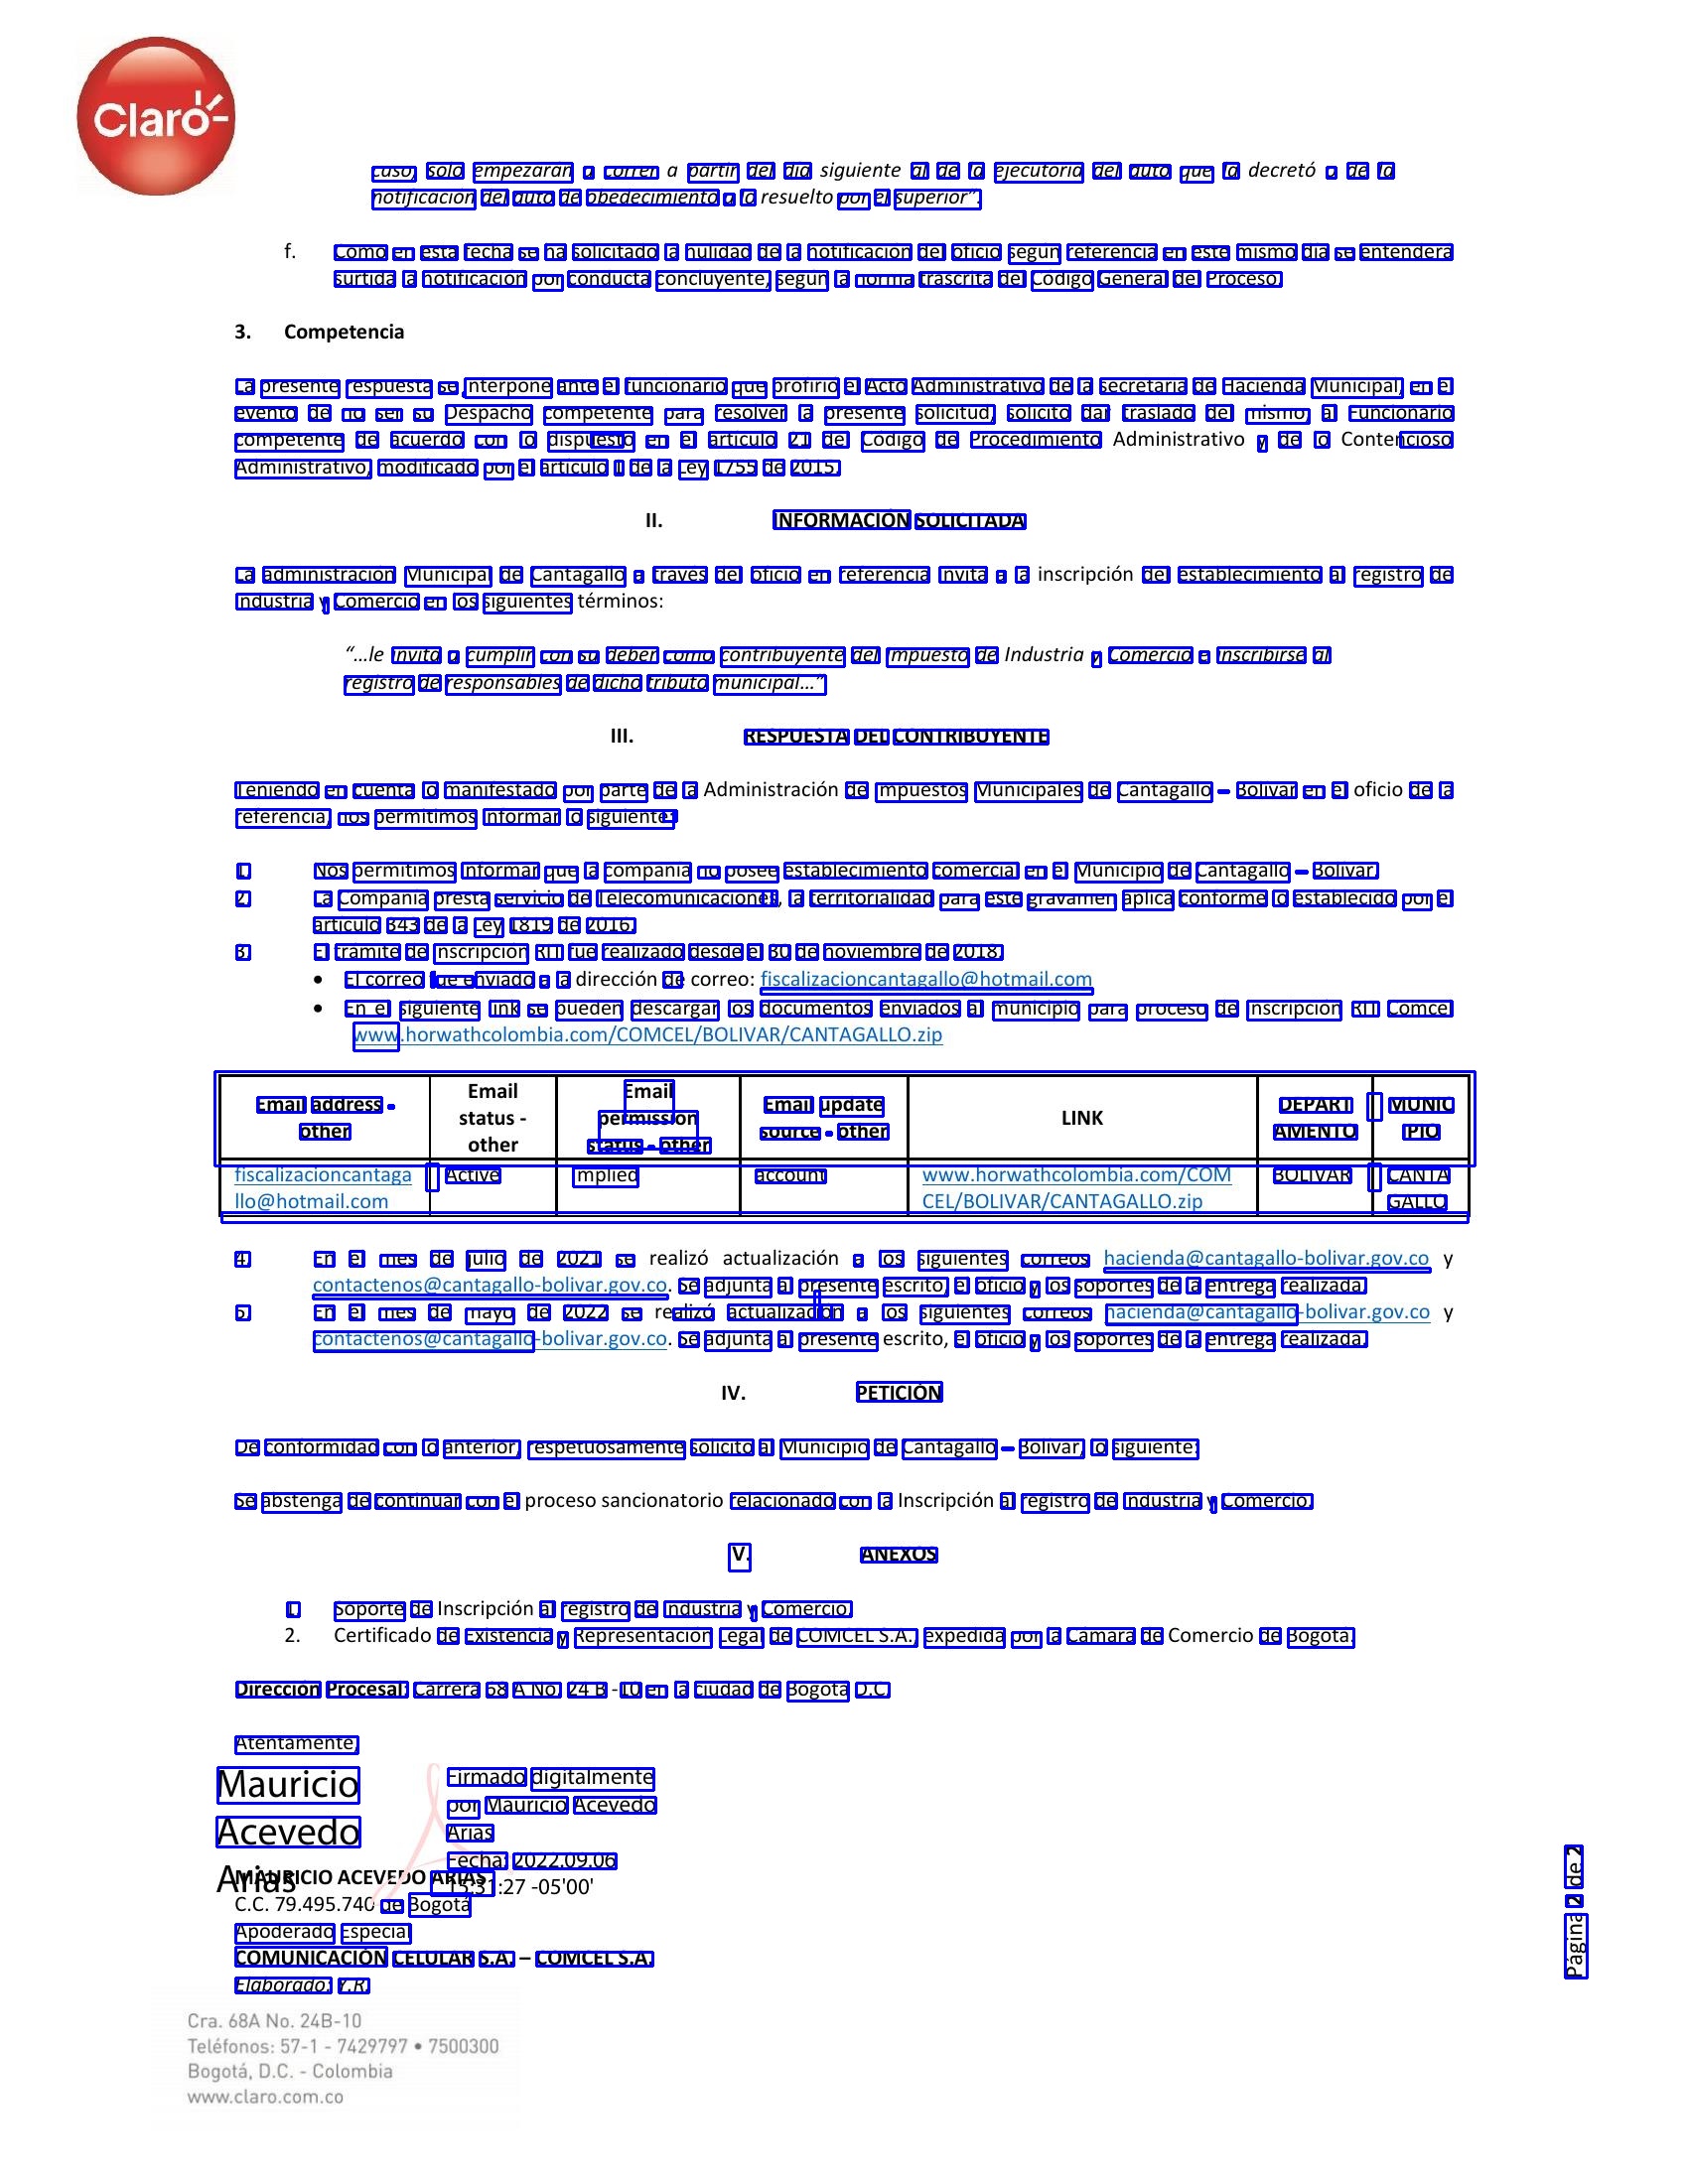 Claro
caso, solo empezarán a correr a partir del día siguiente al de la ejecutoria del auto que la decretó o de la
notificación del auto de obedecimiento a lo resuelto por el superior".
f. Como en esta fecha se ha solicitado la nulidad de la notificación del oficio según referencia en este mismo día se entenderá
surtida la notificación por conducta concluyente, según la norma trascrita del Código General del Proceso.
3. Competencia
La presente respuesta se interpone ante el funcionario que profirió el Acto Administrativo de la secretaria de Hacienda Municipal, en el
evento de no ser su Despacho competente para resolver la presente solicitud, solicito dar traslado del mismo, al Funcionario
competente de acuerdo con lo dispuesto en el artículo 21 del Código de Procedimiento Administrativo y de lo Contencioso
Administrativo, modificado por el artículo 1 de la Ley 1755 de 2015.
II. INFORMACIÓN SOLICITADA
La administración Municipal de Cantagallo a través del oficio en referencia invita a la inscripción del establecimiento al registro de
Industria y Comercio en los siguientes términos:
"…le invita a cumplir con su deber como contribuyente del Impuesto de Industria y Comercio e inscribirse al
registro de responsables de dicho tributo municipal…"
III. RESPUESTA DEL CONTRIBUYENTE
Teniendo en cuenta lo manifestado por parte de la Administración de Impuestos Municipales de Cantagallo – Bolívar en el oficio de la
referencia, nos permitimos informar lo siguiente:
1) Nos permitimos informar que la compañía no posee establecimiento comercial en el Municipio de Cantagallo – Bolívar.
2) La Compañía presta servicio de Telecomunicaciones, la territorialidad para este gravamen aplica conforme lo establecido por el
artículo 343 de la Ley 1819 de 2016.
3) El trámite de inscripción RIT fue realizado desde el 30 de noviembre de 2018.
• El correo fue enviado a la dirección de correo: fiscalizacioncantagallo@hotmail.com
• En el siguiente link se pueden descargar los documentos enviados al municipio para proceso de Inscripción RIT Comcel
www.horwathcolombia.com/COMCEL/BOLIVAR/CANTAGALLO.zip
Email address - other
Email status - other
Email permission status - other
Email update source - other
LINK
DEPARTAMENTO
MUNICIPIO
fiscalizacioncantagallo@hotmail.com
Active
Implied
account
www.horwathcolombia.com/COMCEL/BOLIVAR/CANTAGALLO.zip
BOLIVAR
CANTAGALLO
4) En el mes de julio de 2021 se realizó actualización a los siguientes correos hacienda@cantagallo-bolivar.gov.co y
contactenos@cantagallo-bolivar.gov.co. Se adjunta al presente escrito, el oficio y los soportes de la entrega realizada.
5) En el mes de mayo de 2022 se realizó actualización a los siguientes correos hacienda@cantagallo-bolivar.gov.co y
contactenos@cantagallo-bolivar.gov.co. Se adjunta al presente escrito, el oficio y los soportes de la entrega realizada.
IV. PETICIÓN
De conformidad con lo anterior, respetuosamente solicito al Municipio de Cantagallo – Bolívar, lo siguiente:
Se abstenga de continuar con el proceso sancionatorio relacionado con la Inscripción al registro de Industria y Comercio.
V. ANEXOS
1. Soporte de Inscripción al registro de Industria y Comercio.
2. Certificado de Existencia y Representación Legal de COMCEL S.A., expedida por la Cámara de Comercio de Bogotá.
Dirección Procesal: Carrera 68 A No. 24 B -10 en la ciudad de Bogotá D.C.
Atentamente,
Mauricio
Acevedo
Arias
Firmado digitalmente
por Mauricio Acevedo
Arias
Fecha: 2022.09.06
15:31:27 -05'00'
MAURICIO ACEVEDO ARIAS
C.C. 79.495.740 de Bogotá
Apoderado Especial
COMUNICACIÓN CELULAR S.A. – COMCEL S.A.
Elaborado: Y.R.
Página 2 de 2
Cra. 68A No. 24B-10
Teléfonos: 57-1 - 7429797 • 7500300
Bogotá, D.C. - Colombia
www.claro.com.co